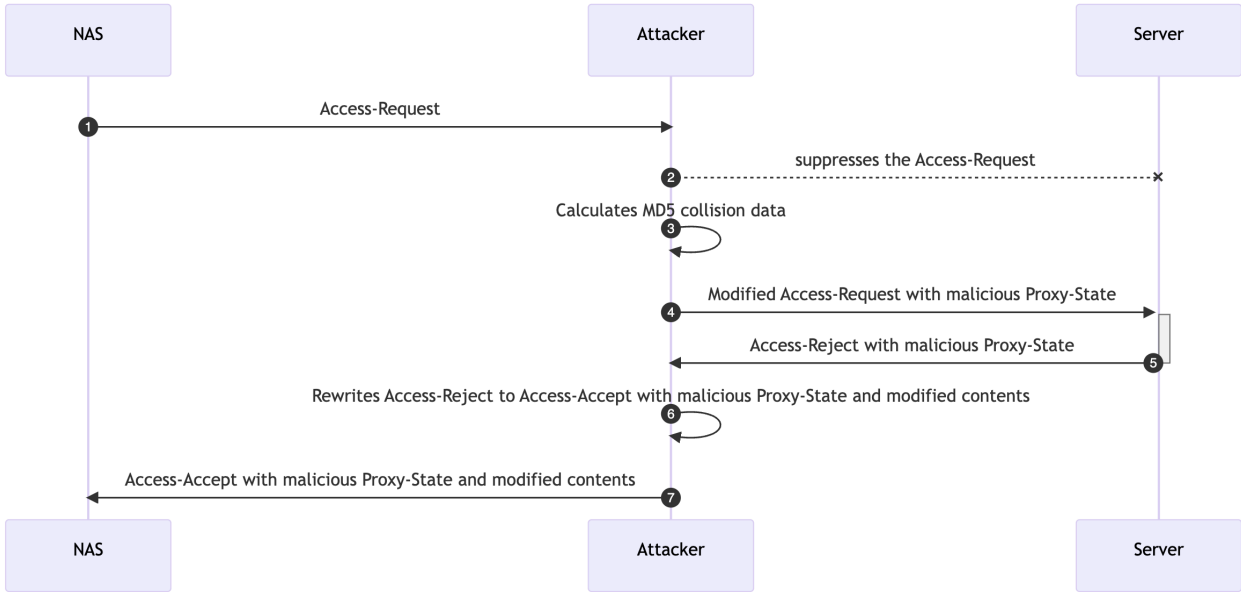 NAS Attacker Server
Access-Request
1
suppresses the Access-Request
2
Calculates MD5 collision data
3
Modified Access-Request with malicious Proxy-State
4
Access-Reject with malicious Proxy-State
5
Rewrites Access-Reject to Access-Accept with malicious Proxy-State and modified contents
6
Access-Accept with malicious Proxy-State and modified contents
7
NAS Attacker Server